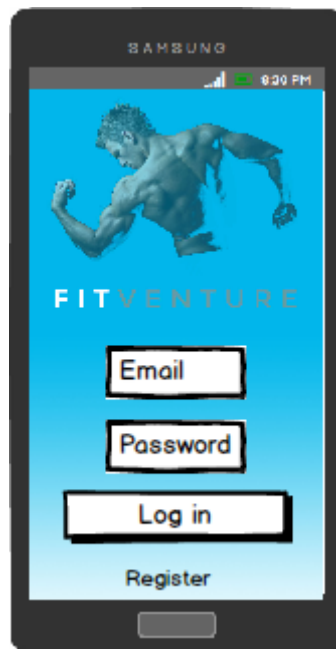 SAMSUNG
8:30 PM
FITVENTURE
Email
Password
Log in
Register